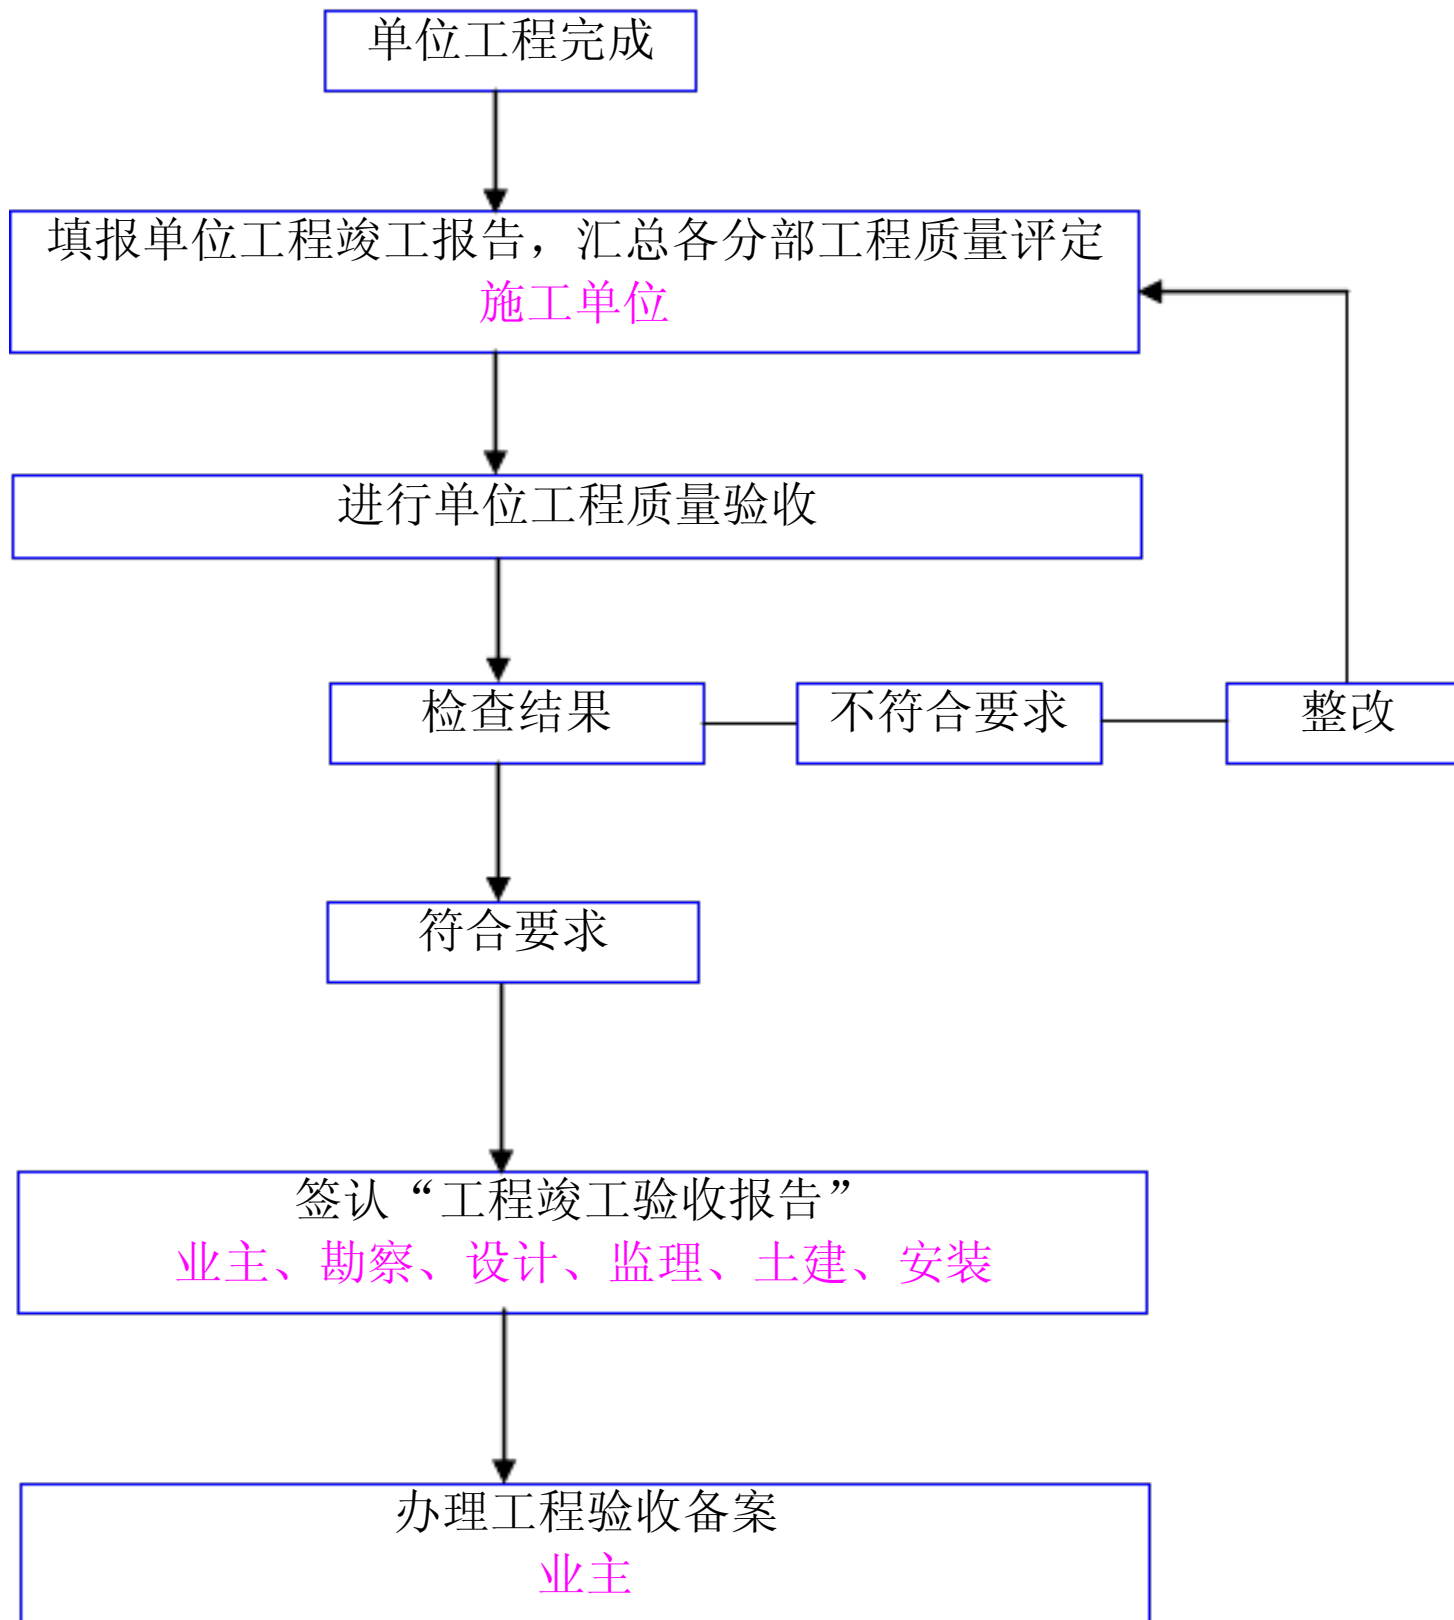 单位工程完成
填报单位工程竣工报告，汇总各分部工程质量评定
施工单位
进行单位工程质量验收
检查结果
不符合要求
整改
符合要求
签认“工程竣工验收报告”
业主、勘察、设计、监理、土建、安装
办理工程验收备案
业主